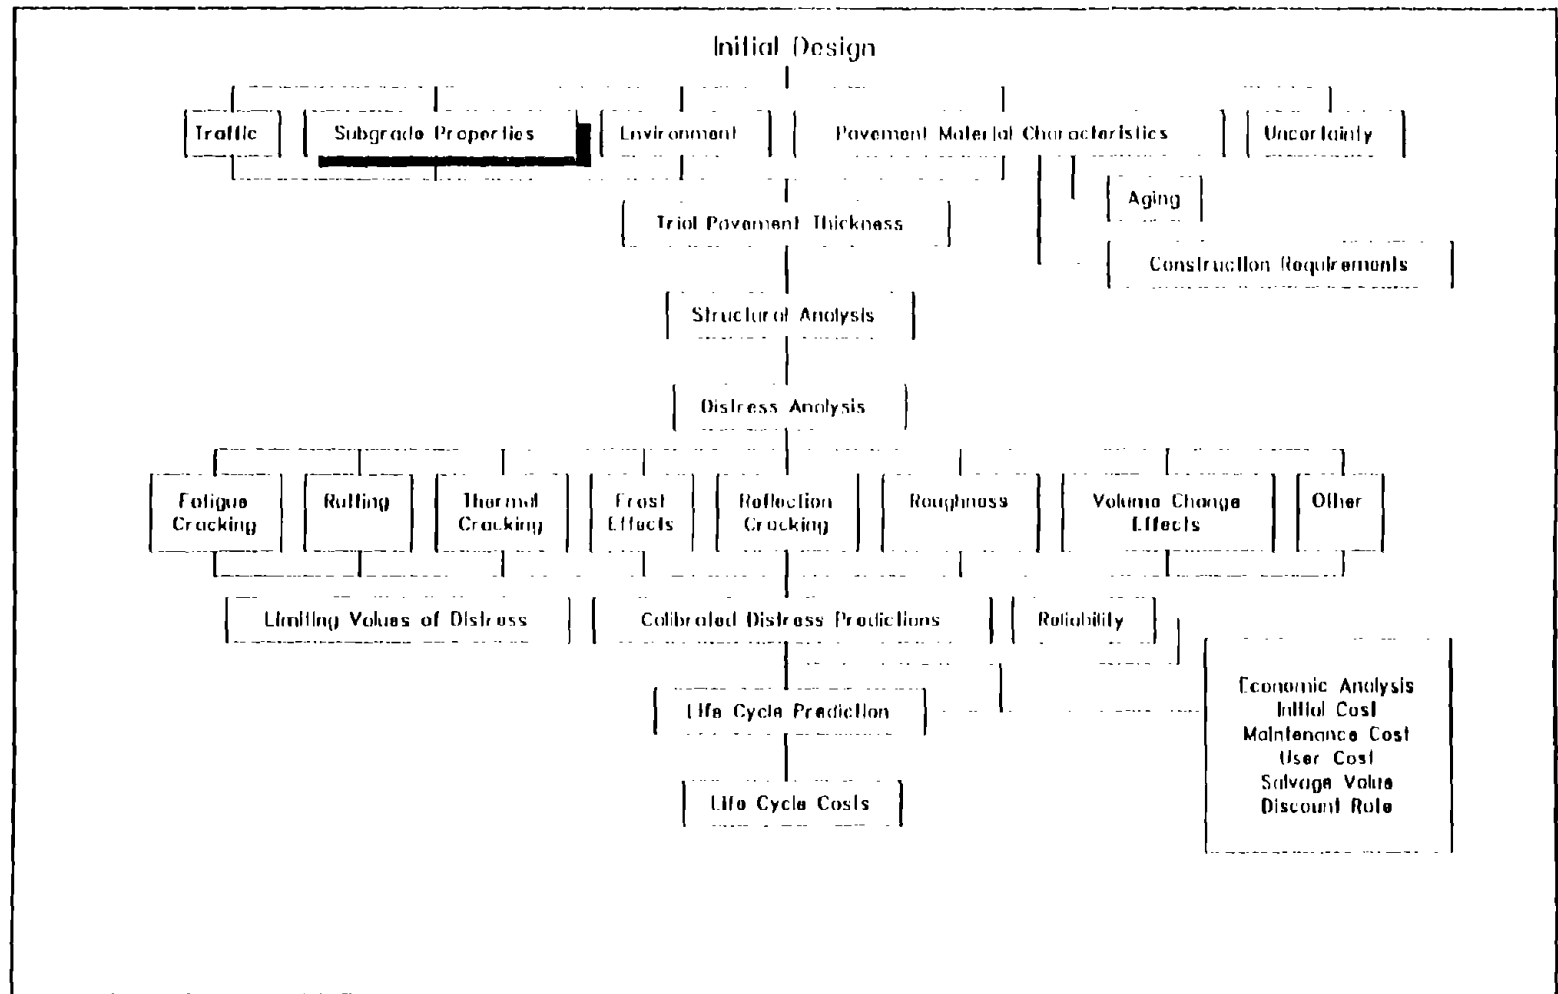 Initial Design
Traffic
Subgrade Properties
Environment
Pavement Material Characteristics
Uncertainty
Aging
Trial Pavement Thickness
Construction Requirements
Structural Analysis
Distress Analysis
Fatigue
Cracking
Rutting
Thermal
Cracking
Frost
Effects
Reflection
Cracking
Roughness
Volume Change
Effects
Other
Limiting Values of Distress
Calibrated Distress Predictions
Reliability
Economic Analysis
Initial Cost
Maintenance Cost
User Cost
Salvage Value
Discount Rate
Life Cycle Prediction
Life Cycle Costs